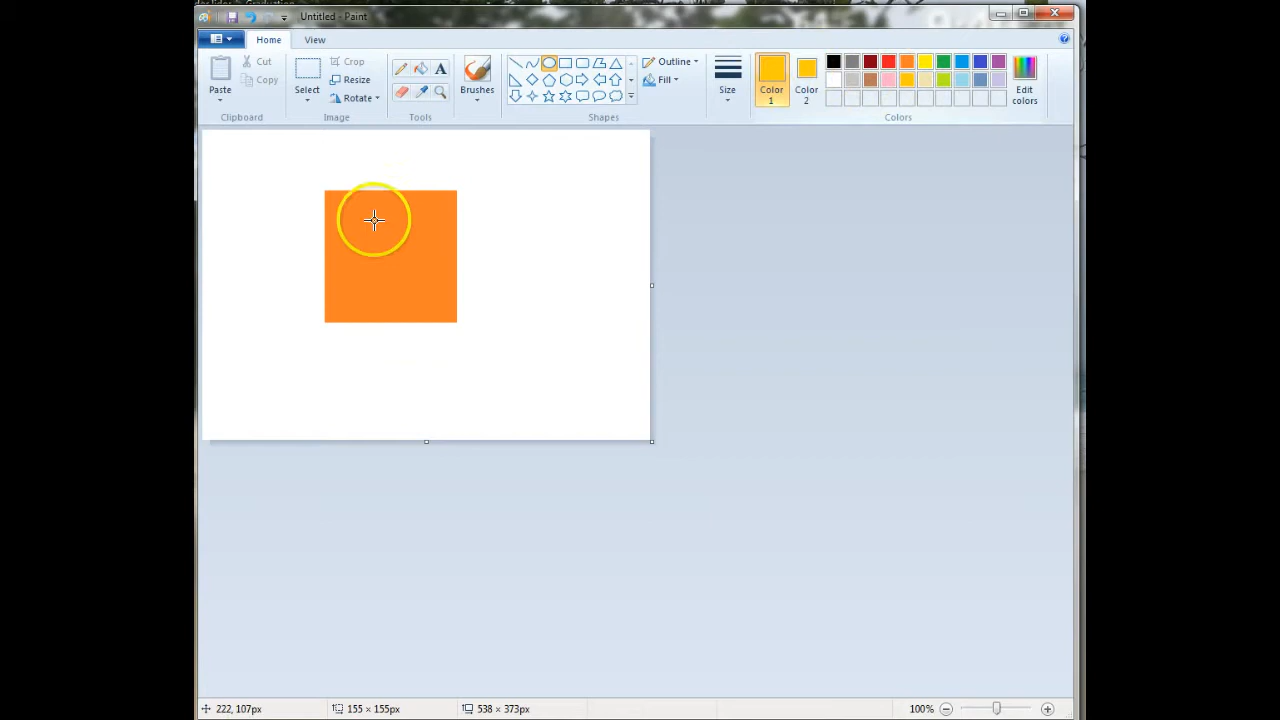 Untitled - Paint
Home
View
Paste
Cut
Copy
Clipboard
Select
Crop
Resize
Rotate
Image
Tools
Brushes
Outline
Fill
Shapes
Size
Color
1
Color
2
Edit
colors
Colors
222, 107px
155 × 155px
538 × 373px
100%